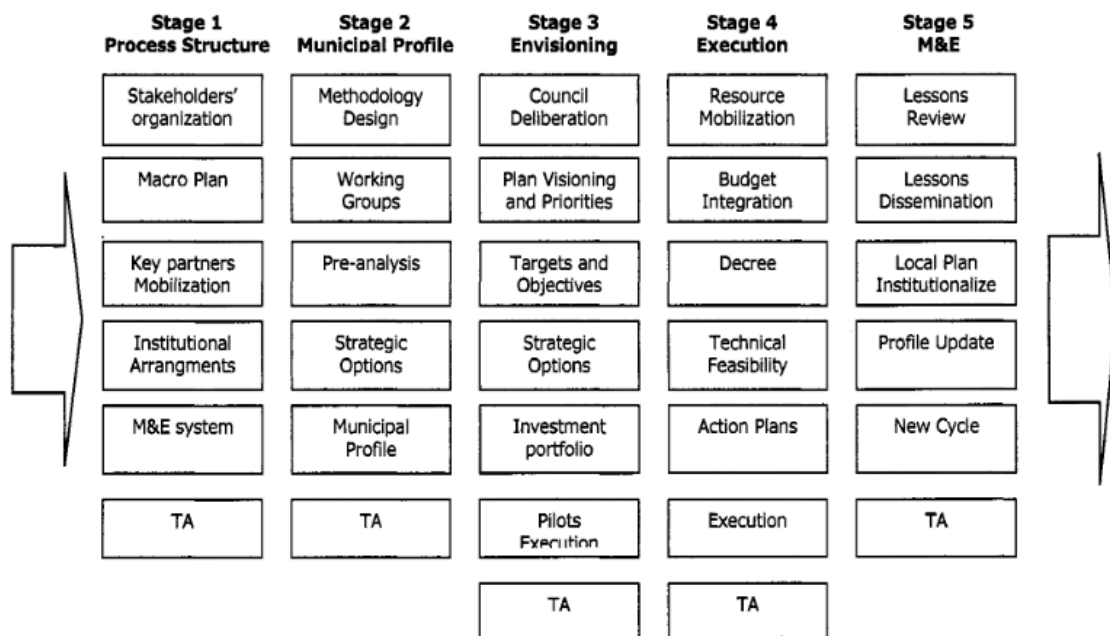 Stage 1
Process Structure
Stakeholders'
organization
Macro Plan
Key partners
Mobilization
Institutional
Arrangments
M&E system
TA
Stage 2
Municipal Profile
Methodology
Design
Working
Groups
Pre-analysis
Strategic
Options
Municipal
Profile
TA
Stage 3
Envisioning
Council
Deliberation
Plan Visioning
and Priorities
Targets and
Objectives
Strategic
Options
Investment
portfolio
Pilots
Execution
TA
Stage 4
Execution
Resource
Mobilization
Budget
Integration
Decree
Technical
Feasibility
Action Plans
Execution
TA
Stage 5
M&E
Lessons
Review
Lessons
Dissemination
Local Plan
Institutionalize
Profile Update
New Cycle
TA